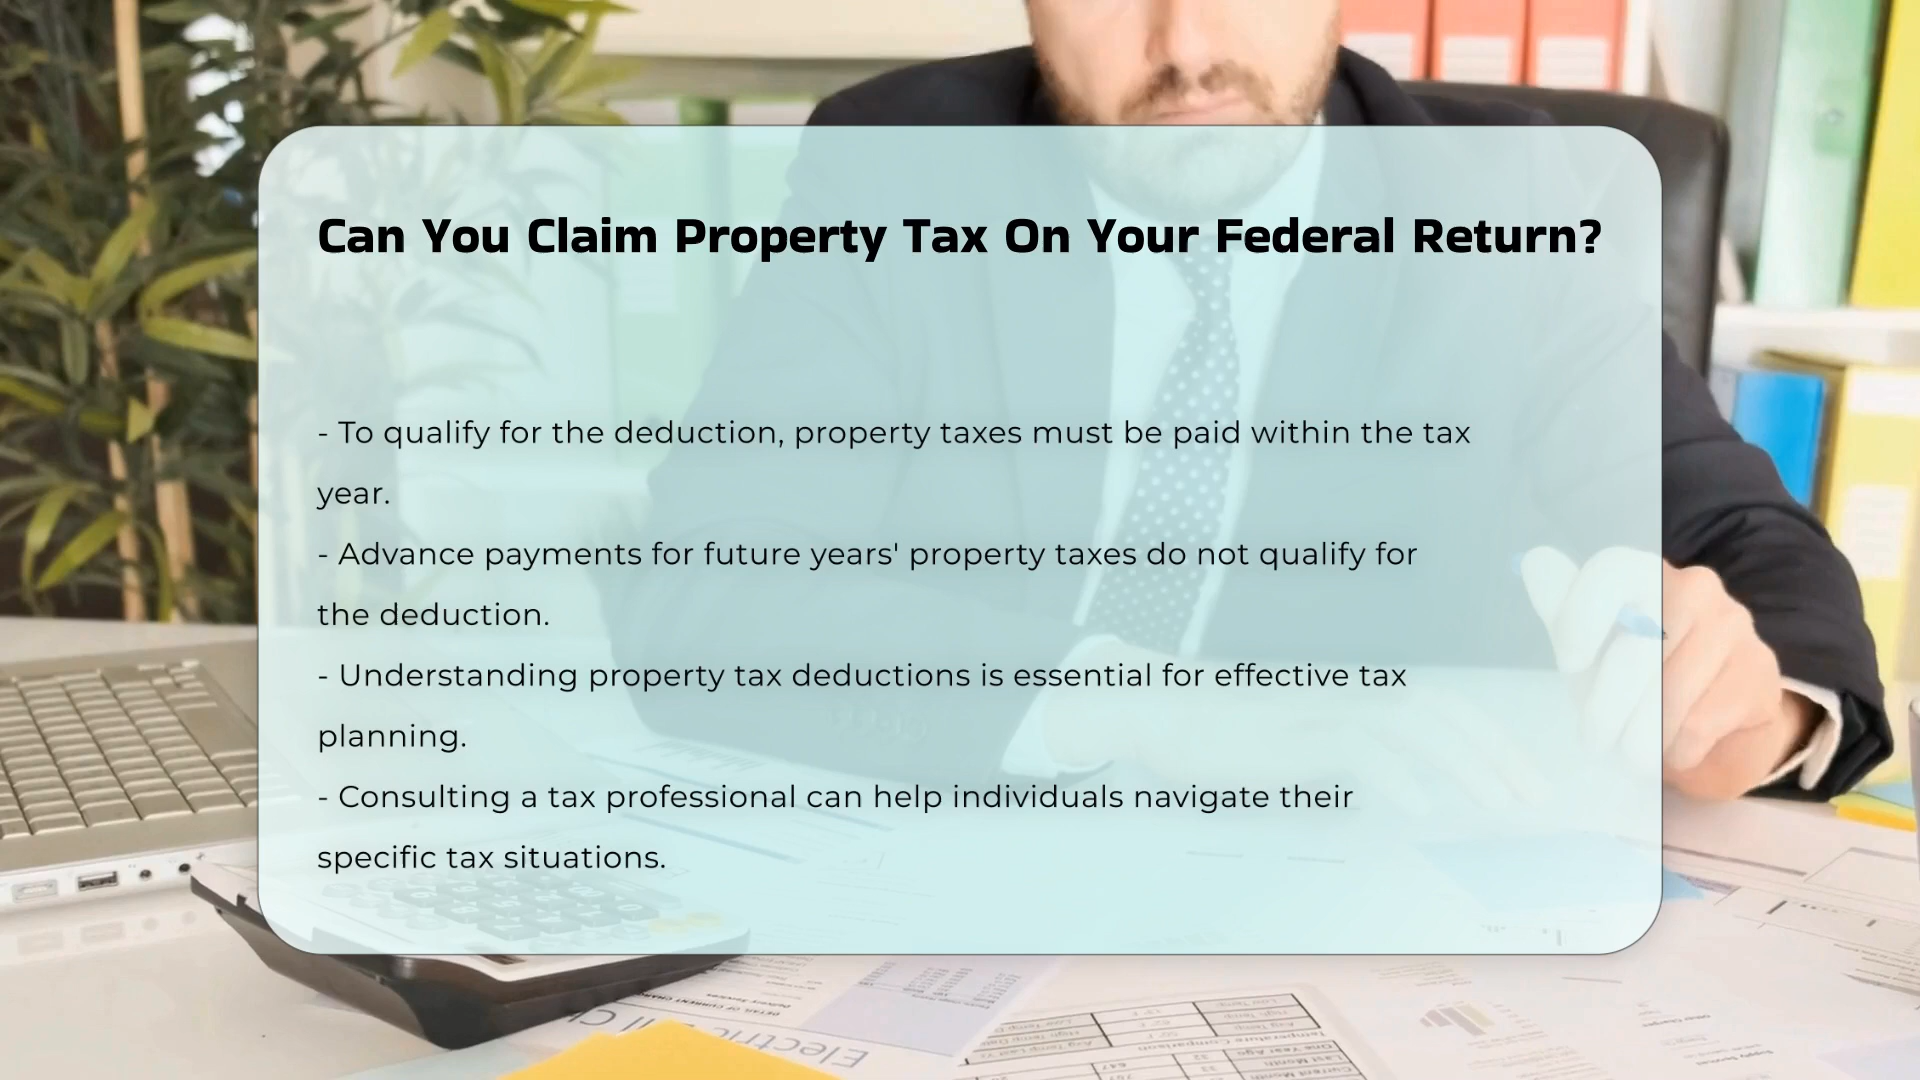 Can You Claim Property Tax On Your Federal Return?
- To qualify for the deduction, property taxes must be paid within the tax
year.
- Advance payments for future years' property taxes do not qualify for
the deduction.
- Understanding property tax deductions is essential for effective tax
planning.
- Consulting a tax professional can help individuals navigate their
specific tax situations.